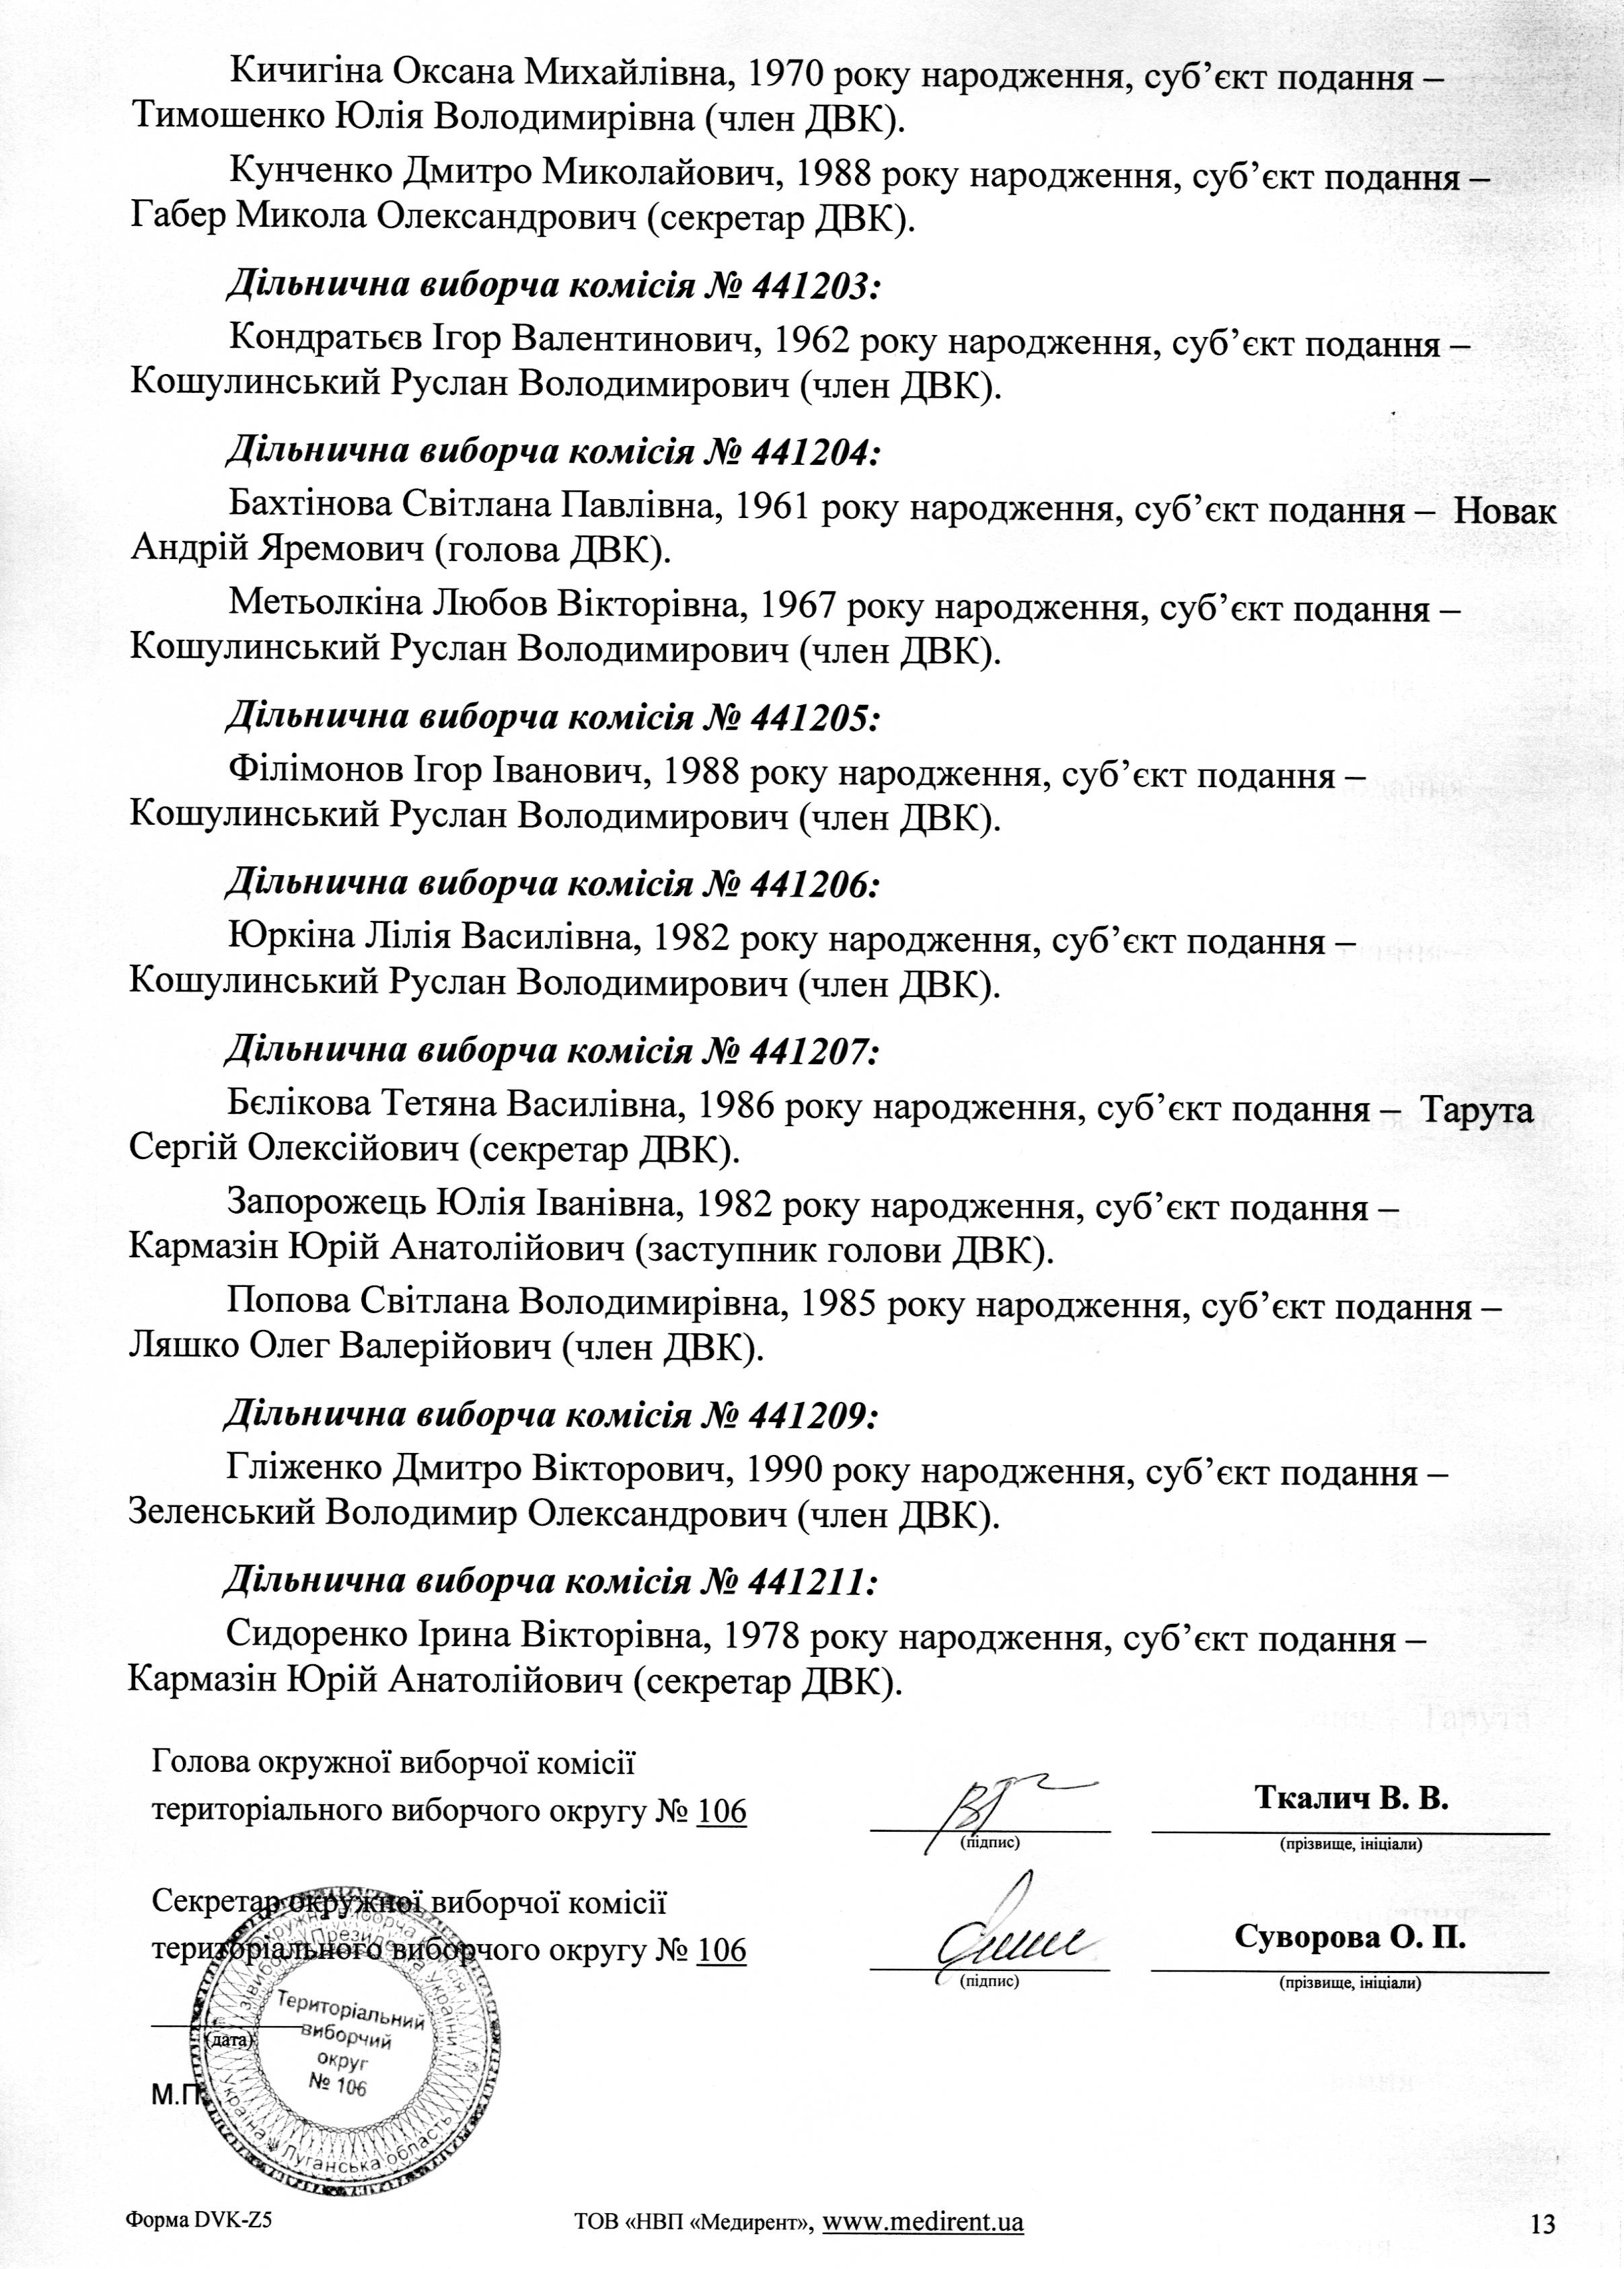 Кичигіна Оксана Михайлівна, 1970 року народження, суб’єкт подання –
Тимошенко Юлія Володимирівна (член ДВК).
Кунченко Дмитро Миколайович, 1988 року народження, суб’єкт подання –
Габер Микола Олександрович (секретар ДВК).
Дільнична виборча комісія № 441203:
Кондратьєв Ігор Валентинович, 1962 року народження, суб’єкт подання –
Кошулинський Руслан Володимирович (член ДВК).
Дільнична виборча комісія № 441204:
Бахтінова Світлана Павлівна, 1961 року народження, суб’єкт подання – Новак
Андрій Яремович (голова ДВК).
Метьолкіна Любов Вікторівна, 1967 року народження, суб’єкт подання –
Кошулинський Руслан Володимирович (член ДВК).
Дільнична виборча комісія № 441205:
Філімонов Ігор Іванович, 1988 року народження, суб’єкт подання –
Кошулинський Руслан Володимирович (член ДВК).
Дільнична виборча комісія № 441206:
Юркіна Лілія Василівна, 1982 року народження, суб’єкт подання –
Кошулинський Руслан Володимирович (член ДВК).
Дільнична виборча комісія № 441207:
Бєлікова Тетяна Василівна, 1986 року народження, суб’єкт подання – Тарута
Сергій Олексійович (секретар ДВК).
Запорожець Юлія Іванівна, 1982 року народження, суб’єкт подання –
Кармазін Юрій Анатолійович (заступник голови ДВК).
Попова Світлана Володимирівна, 1985 року народження, суб’єкт подання –
Ляшко Олег Валерійович (член ДВК).
Дільнична виборча комісія № 441209:
Гліженко Дмитро Вікторович, 1990 року народження, суб’єкт подання –
Зеленський Володимир Олександрович (член ДВК).
Дільнична виборча комісія № 441211:
Сидоренко Ірина Вікторівна, 1978 року народження, суб’єкт подання –
Кармазін Юрій Анатолійович (секретар ДВК).
Голова окружної виборчої комісії
територіального виборчого округу № 106
Ткалич В. В.
(підпис)
(прізвище, ініціали)
Секретар окружної виборчої комісії
територіального виборчого округу № 106
Суворова О. П.
(підпис)
(прізвище, ініціали)
(дата)
М.П.
Окружна виборча комісія
з виборів Президента України
Територіальний
виборчий
округ
№ 106
Україна Луганська область
Форма DVK-Z5
ТОВ «НВП «Медирент», www.medirent.ua
13